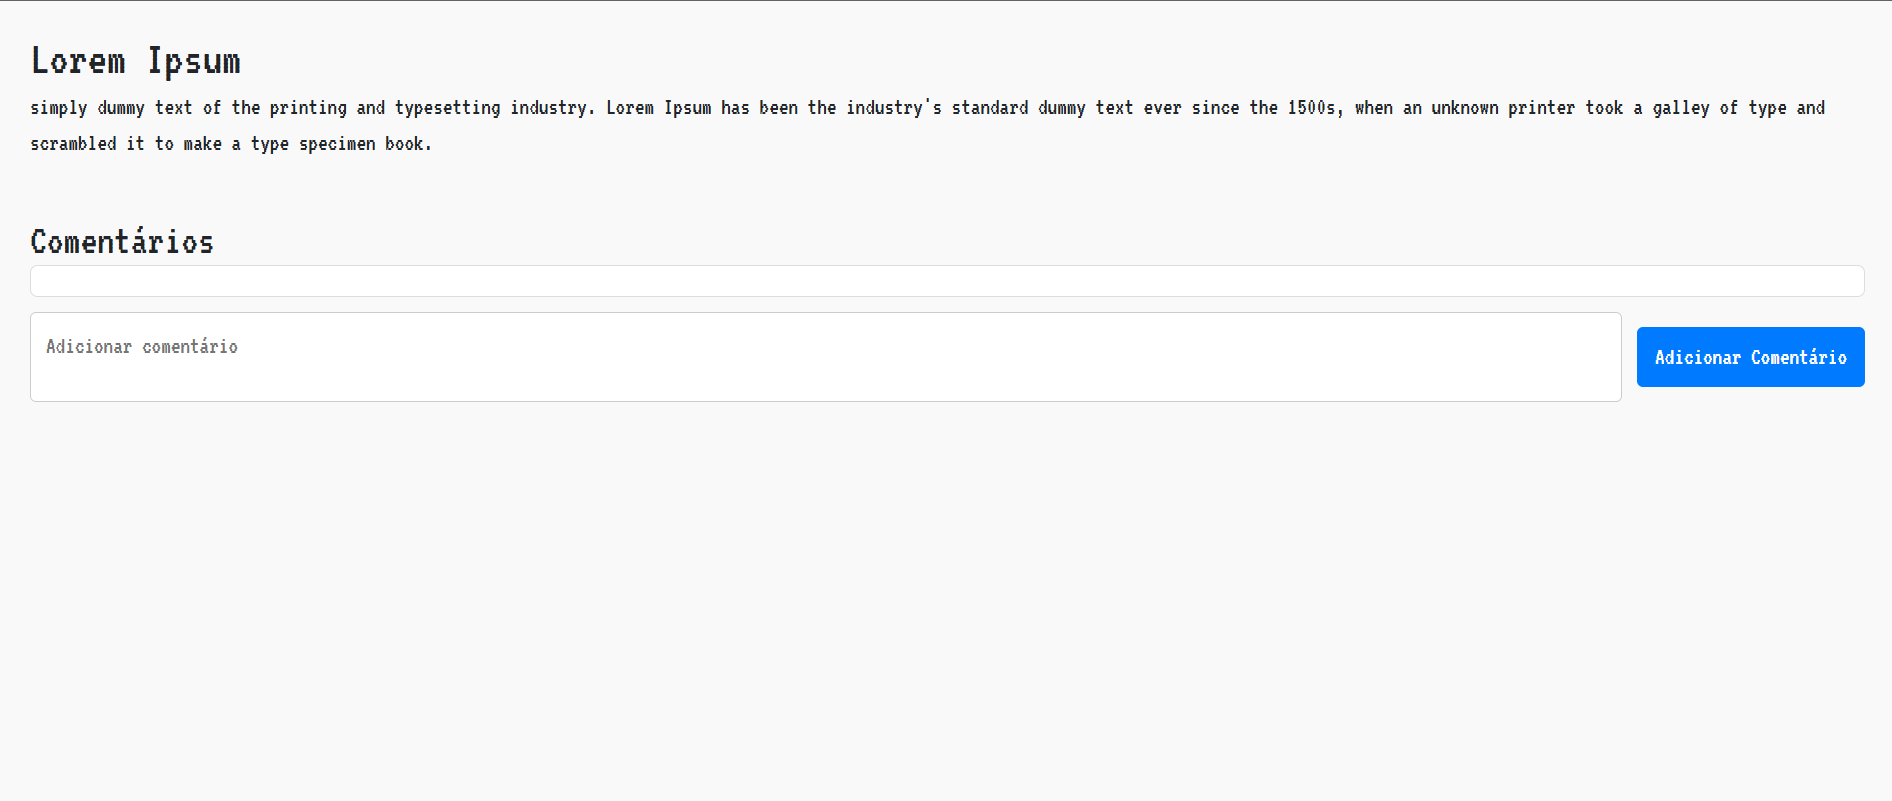 Lorem Ipsum
simply dummy text of the printing and typesetting industry. Lorem Ipsum has been the industry's standard dummy text ever since the 1500s, when an unknown printer took a galley of type and
scrambled it to make a type specimen book.
Comentários
Adicionar comentário
Adicionar Comentário